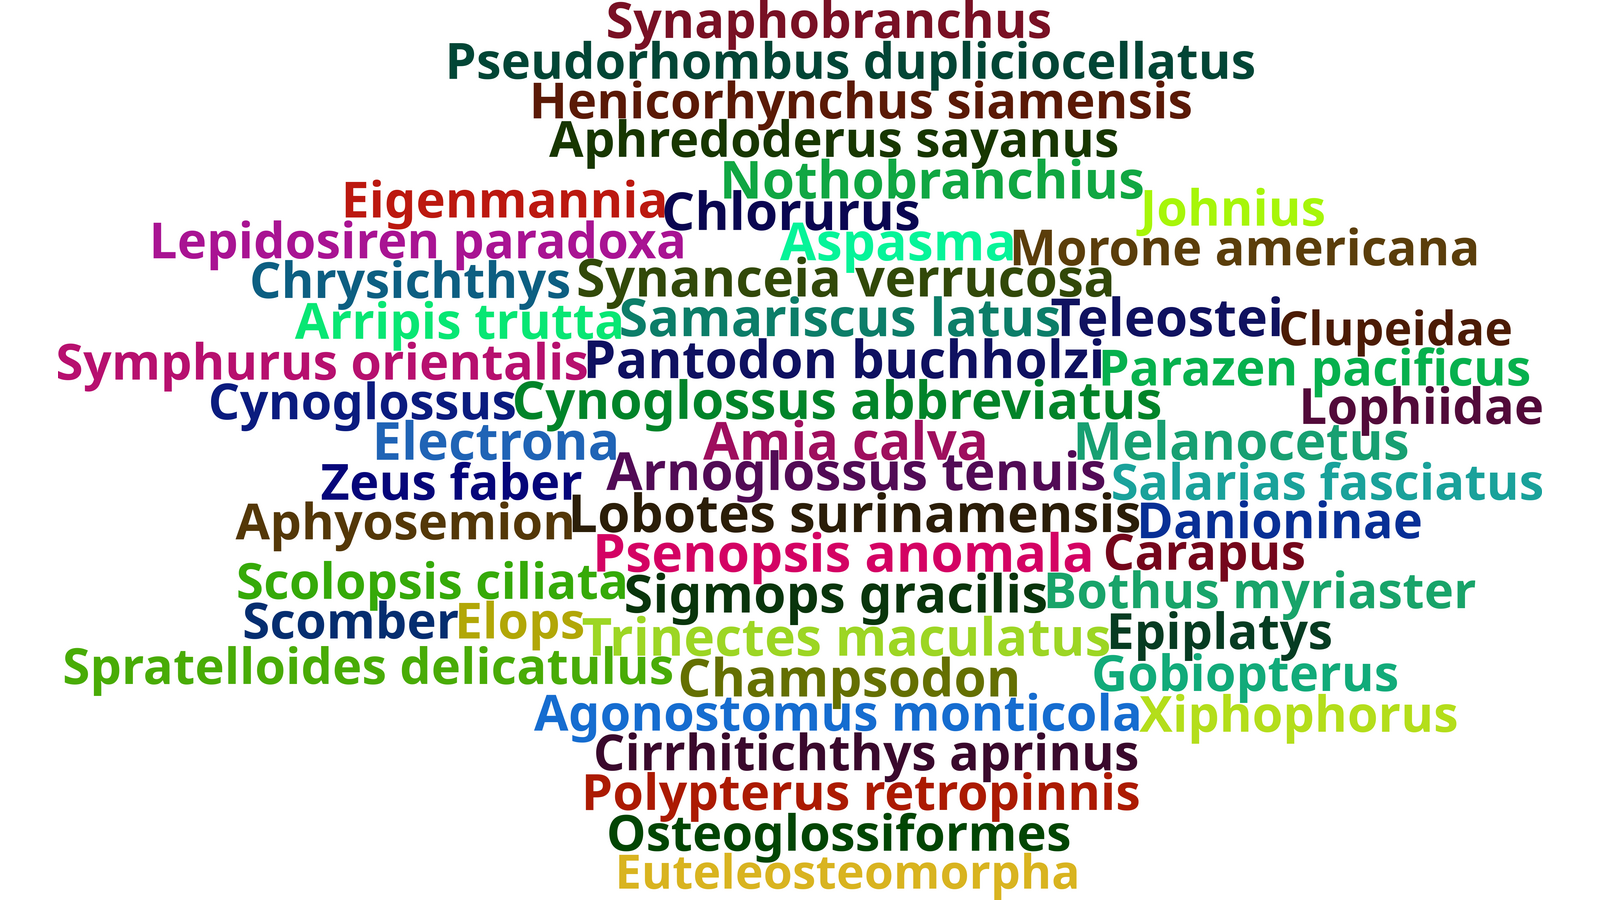 Synaphobranchus
Pseudorhombus dupliciocellatus
Henicorhynchus siamensis
Aphredoderus sayanus
Nothobranchius
Eigenmannia
Chlorurus
Johnius
Lepidosiren paradoxa
Aspasma
Morone americana
Chrysichthys
Synanceia verrucosa
Arripis trutta
Samariscus latus
Teleostei
Clupeidae
Symphurus orientalis
Pantodon buchholzi
Parazen pacificus
Cynoglossus
Cynoglossus abbreviatus
Lophiidae
Electrona
Amia calva
Melanocetus
Zeus faber
Arnoglossus tenuis
Salarias fasciatus
Aphyosemion
Lobotes surinamensis
Danioninae
Psenopsis anomala
Carapus
Scolopsis ciliata
Sigmops gracilis
Bothus myriaster
Scomber
Elops
Trinectes maculatus
Epiplatys
Spratelloides delicatulus
Champsodon
Gobiopterus
Agonostomus monticola
Xiphophorus
Cirrhitichthys aprinus
Polypterus retropinnis
Osteoglossiformes
Euteleosteomorpha